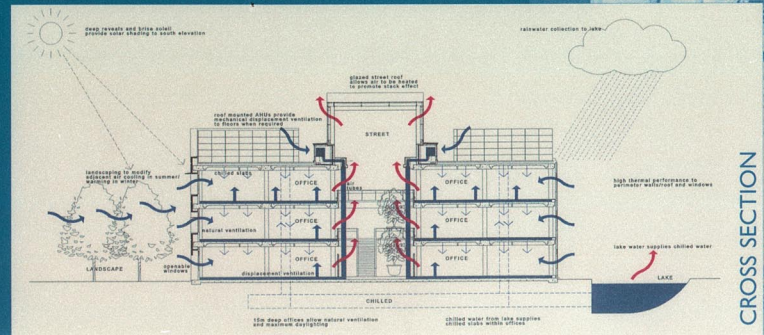 deep reveals and brise soleil
provide solar shading to south elevation
rainwater collection to lake
glazed street roof
allows air to be heated
to promote stack effect
roof mounted AHUs provide
mechanical displacement ventilation
to floors when required
STREET
landscaping to modify
adjacent air cooling in summer/
warming in winter
chilled slabs
OFFICE
OFFICE
high thermal performance to
perimeter walls/roof and windows
natural ventilation
OFFICE
OFFICE
OFFICE
OFFICE
lake water supplies chilled water
LANDSCAPE
openable
windows
displacement ventilation
LAKE
CHILLED
15m deep offices allow natural ventilation
and maximum daylighting
chilled water from lake supplies
chilled slabs within offices
CROSS SECTION